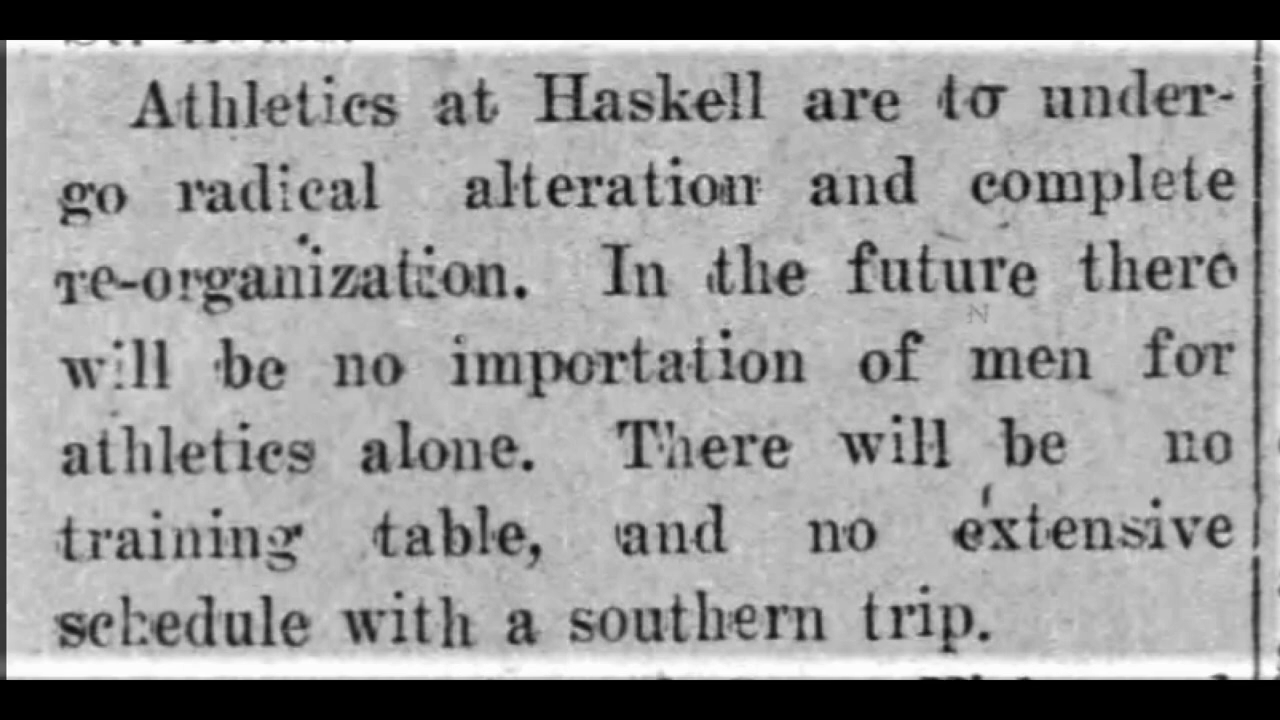 Athletics at Haskell are to under-
go radical alteration and complete
re-organization. In the future there
will be no importation of men for
athletics alone. There will be no
training table, and no extensive
schedule with a southern trip.